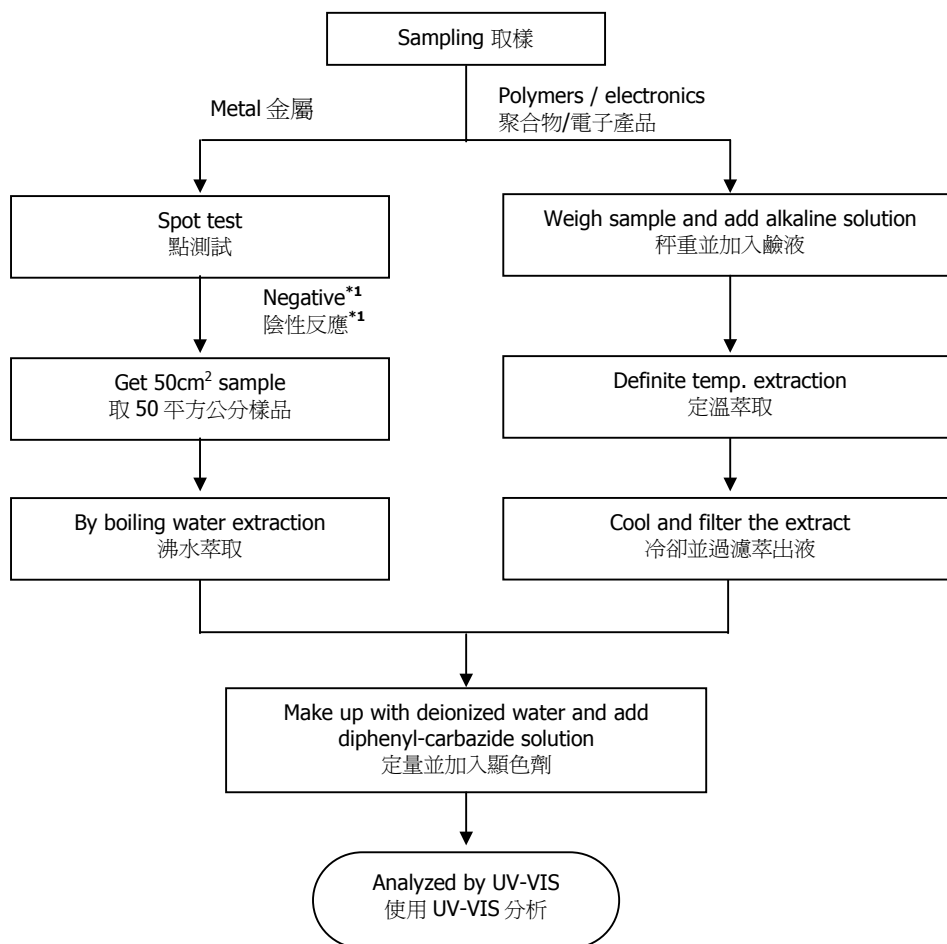 Sampling 取樣
Metal 金屬
Polymers / electronics
聚合物/電子產品
Spot test
點測試
Weigh sample and add alkaline solution
秤重並加入鹼液
Negative*1
陰性反應*1
Get 50cm² sample
取 50 平方公分樣品
Definite temp. extraction
定溫萃取
By boiling water extraction
沸水萃取
Cool and filter the extract
冷卻並過濾萃出液
Make up with deionized water and add
diphenyl-carbazide solution
定量並加入顯色劑
Analyzed by UV-VIS
使用 UV-VIS 分析